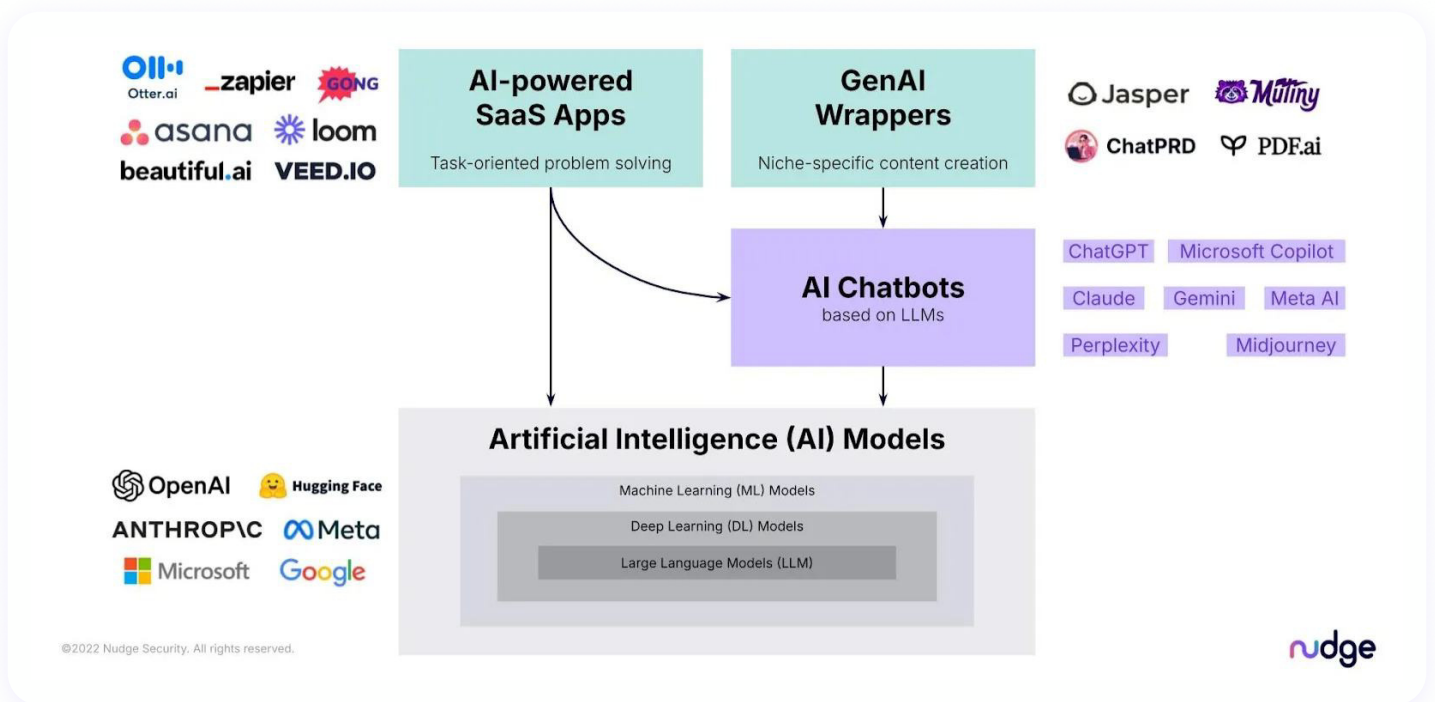 Otter.ai
zapier
GONG
asana
loom
beautiful.ai
VEED.IO
AI-powered
SaaS Apps
Task-oriented problem solving
GenAI
Wrappers
Niche-specific content creation
Jasper
Mutiny
ChatPRD
PDF.ai
AI Chatbots
based on LLMs
ChatGPT
Microsoft Copilot
Claude
Gemini
Meta AI
Perplexity
Midjourney
Artificial Intelligence (AI) Models
Machine Learning (ML) Models
Deep Learning (DL) Models
Large Language Models (LLM)
OpenAI
Hugging Face
ANTHROP\C
Meta
Microsoft
Google
©2022 Nudge Security. All rights reserved.
nudge